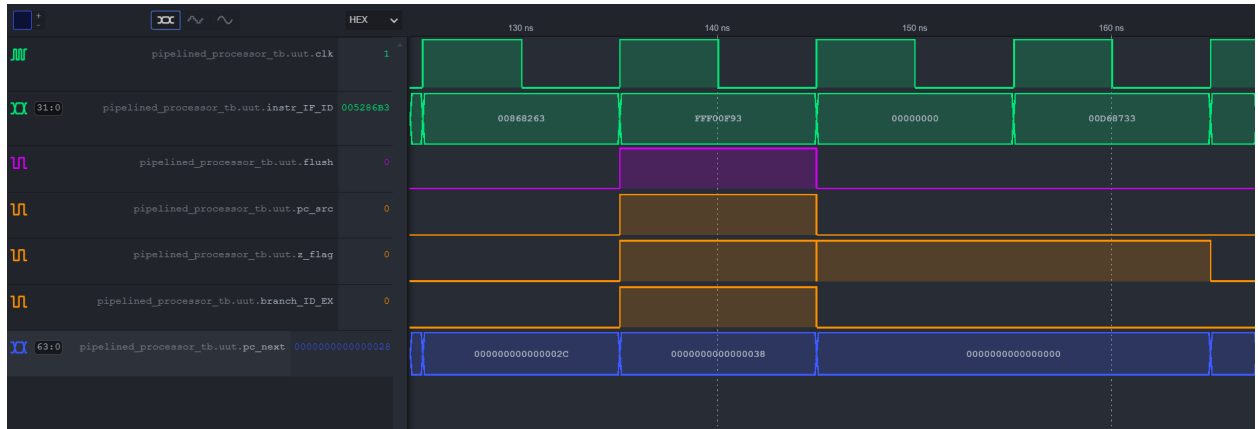 +
-
HEX
130 ns 140 ns 150 ns 160 ns
pipelined_processor_tb.uut.clk 1
31:0 pipelined_processor_tb.uut.instr_IF_ID 005286B3 00868263 FFF00F93 00000000 00D68733
pipelined_processor_tb.uut.flush 0
pipelined_processor_tb.uut.pc_src 0
pipelined_processor_tb.uut.z_flag 0
pipelined_processor_tb.uut.branch_ID_EX 0
63:0 pipelined_processor_tb.uut.pc_next 0000000000000028 000000000000002C 0000000000000038 0000000000000000